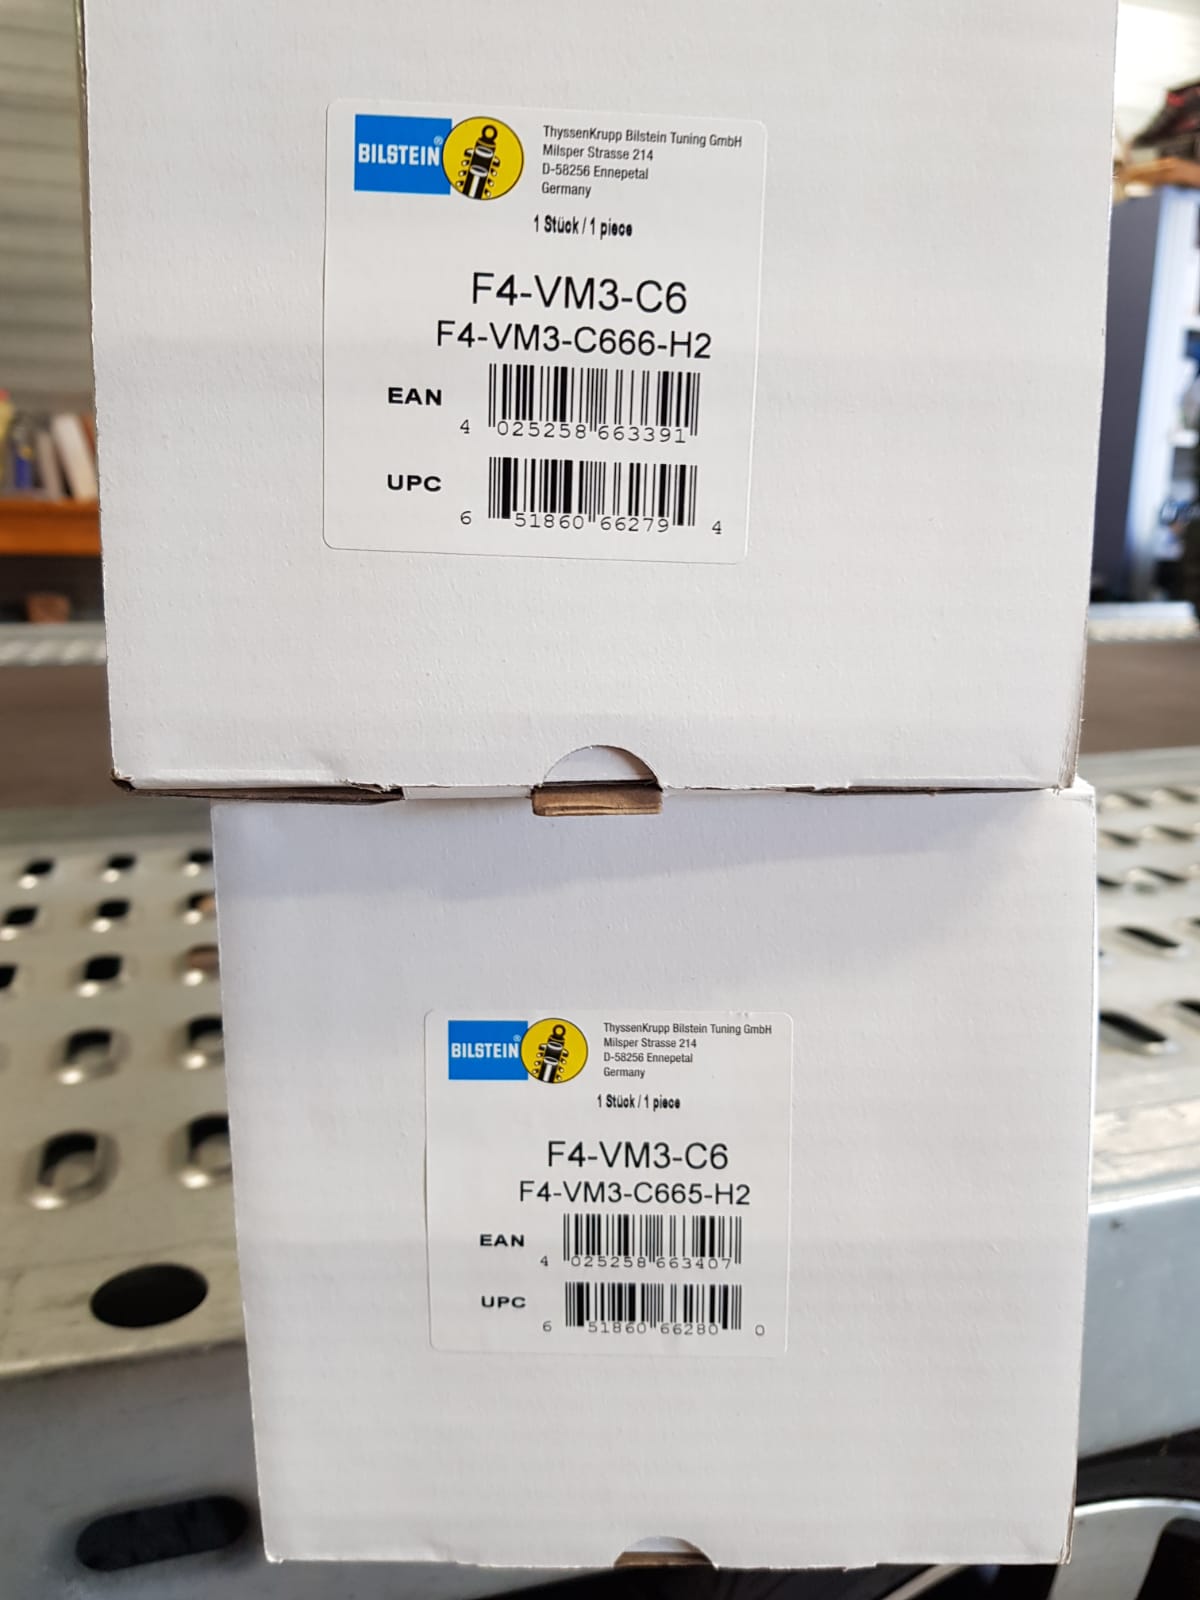 BILSTEIN®
ThyssenKrupp Bilstein Tuning GmbH
Milsper Strasse 214
D-58256 Ennepetal
Germany
1 Stück / 1 piece
F4-VM3-C6
F4-VM3-C666-H2
EAN
4 025258 663391
UPC
6 51860 66279 4
BILSTEIN®
ThyssenKrupp Bilstein Tuning GmbH
Milsper Strasse 214
D-58256 Ennepetal
Germany
1 Stück / 1 piece
F4-VM3-C6
F4-VM3-C665-H2
EAN
4 025258 663407
UPC
6 51860 66280 0